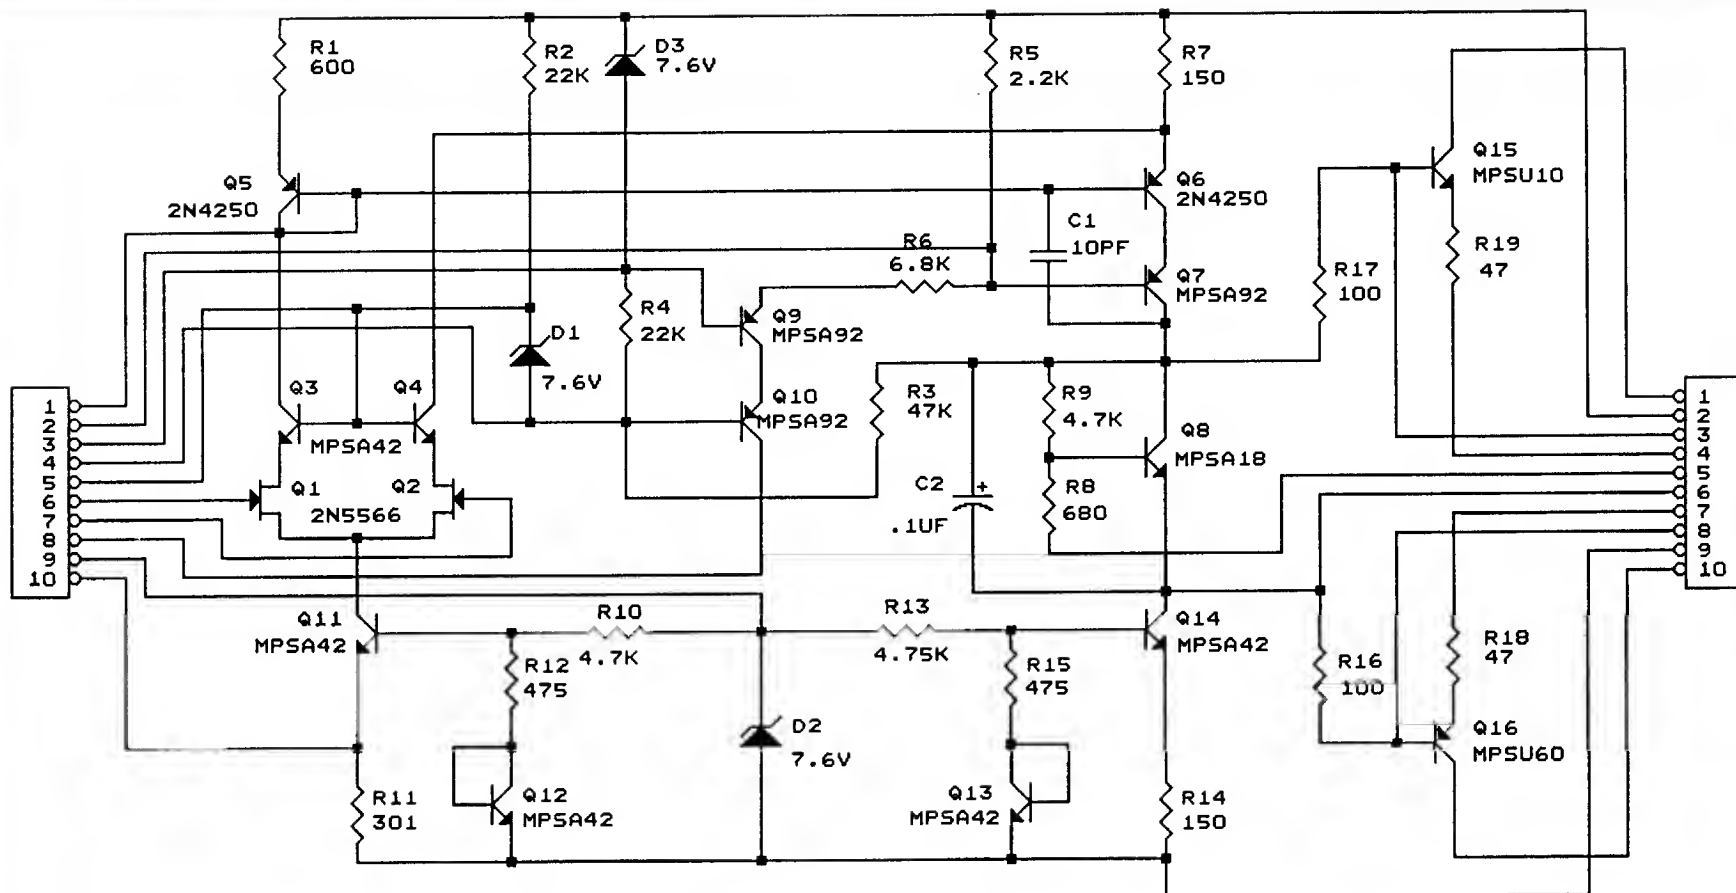 R1
600
R2
22K
D3
7.6V
R5
2.2K
R7
150
Q15
MPSU10
Q5
2N4250
Q6
2N4250
C1
10PF
R19
47
R6
6.8K
Q7
MPSA92
R17
100
R4
22K
Q9
MPSA92
D1
7.6V
Q3
Q4
MPSA42
Q10
MPSA92
R3
47K
R9
4.7K
Q8
MPSA18
1
2
3
4
5
6
7
8
9
10
Q1
Q2
2N5566
C2
+
.1UF
R8
680
1
2
3
4
5
6
7
8
9
10
Q11
MPSA42
R10
4.7K
R13
4.75K
Q14
MPSA42
R12
475
R15
475
R16
100
R18
47
D2
7.6V
Q16
MPSU60
R11
301
Q12
MPSA42
Q13
MPSA42
R14
150